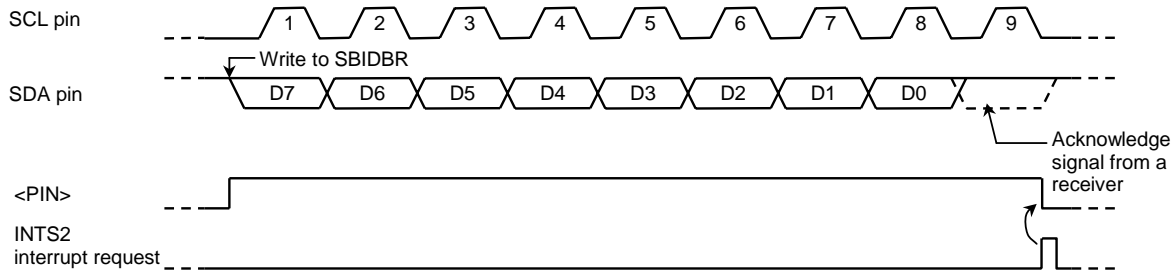 SCL pin
1 2 3 4 5 6 7 8 9
Write to SBIDBR
SDA pin
D7 D6 D5 D4 D3 D2 D1 D0
Acknowledge
signal from a
receiver
<PIN>
INTS2
interrupt request